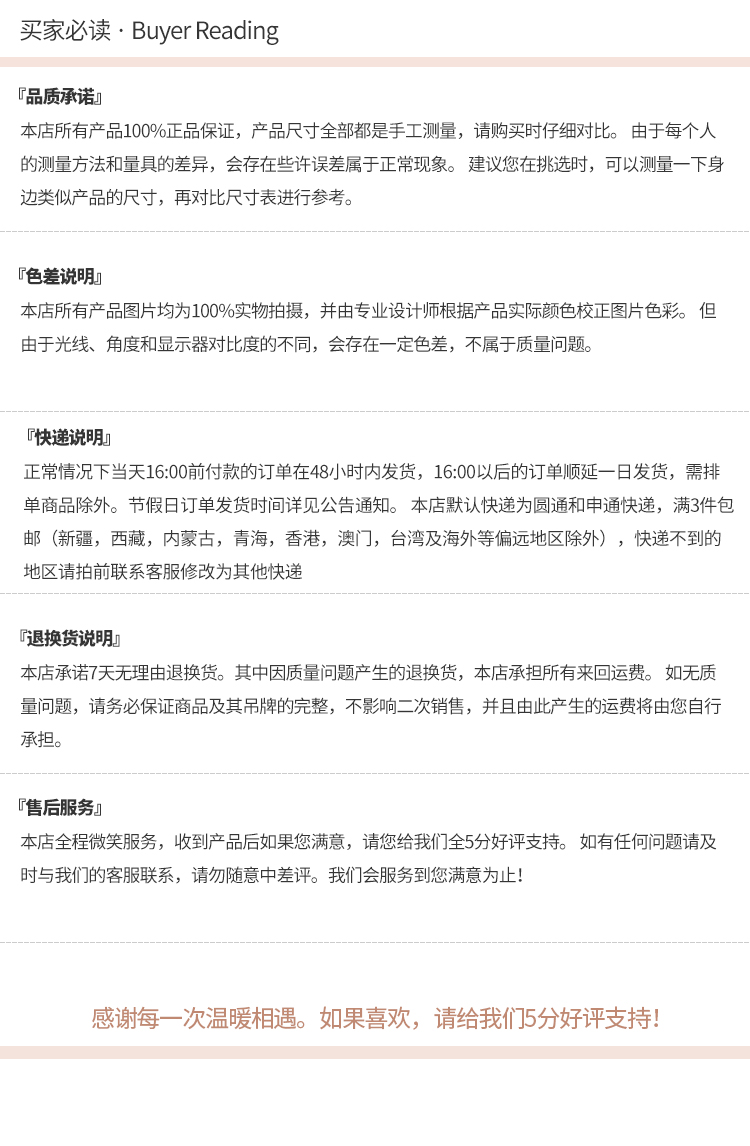 买家必读 · Buyer Reading
『品质承诺』
本店所有产品100%正品保证，产品尺寸全部都是手工测量，请购买时仔细对比。 由于每个人
的测量方法和量具的差异，会存在些许误差属于正常现象。 建议您在挑选时，可以测量一下身
边类似产品的尺寸，再对比尺寸表进行参考。
『色差说明』
本店所有产品图片均为100%实物拍摄，并由专业设计师根据产品实际颜色校正图片色彩。 但
由于光线、角度和显示器对比度的不同，会存在一定色差，不属于质量问题。
『快递说明』
正常情况下当天16:00前付款的订单在48小时内发货，16:00以后的订单顺延一日发货，需排
单商品除外。节假日订单发货时间详见公告通知。 本店默认快递为圆通和申通快递，满3件包
邮（新疆，西藏，内蒙古，青海，香港，澳门，台湾及海外等偏远地区除外），快递不到的
地区请拍前联系客服修改为其他快递
『退换货说明』
本店承诺7天无理由退换货。其中因质量问题产生的退换货，本店承担所有来回运费。 如无质
量问题，请务必保证商品及其吊牌的完整，不影响二次销售，并且由此产生的运费将由您自行
承担。
『售后服务』
本店全程微笑服务，收到产品后如果您满意，请您给我们全5分好评支持。 如有任何问题请及
时与我们的客服联系，请勿随意中差评。我们会服务到您满意为止！
感谢每一次温暖相遇。如果喜欢，请给我们5分好评支持！